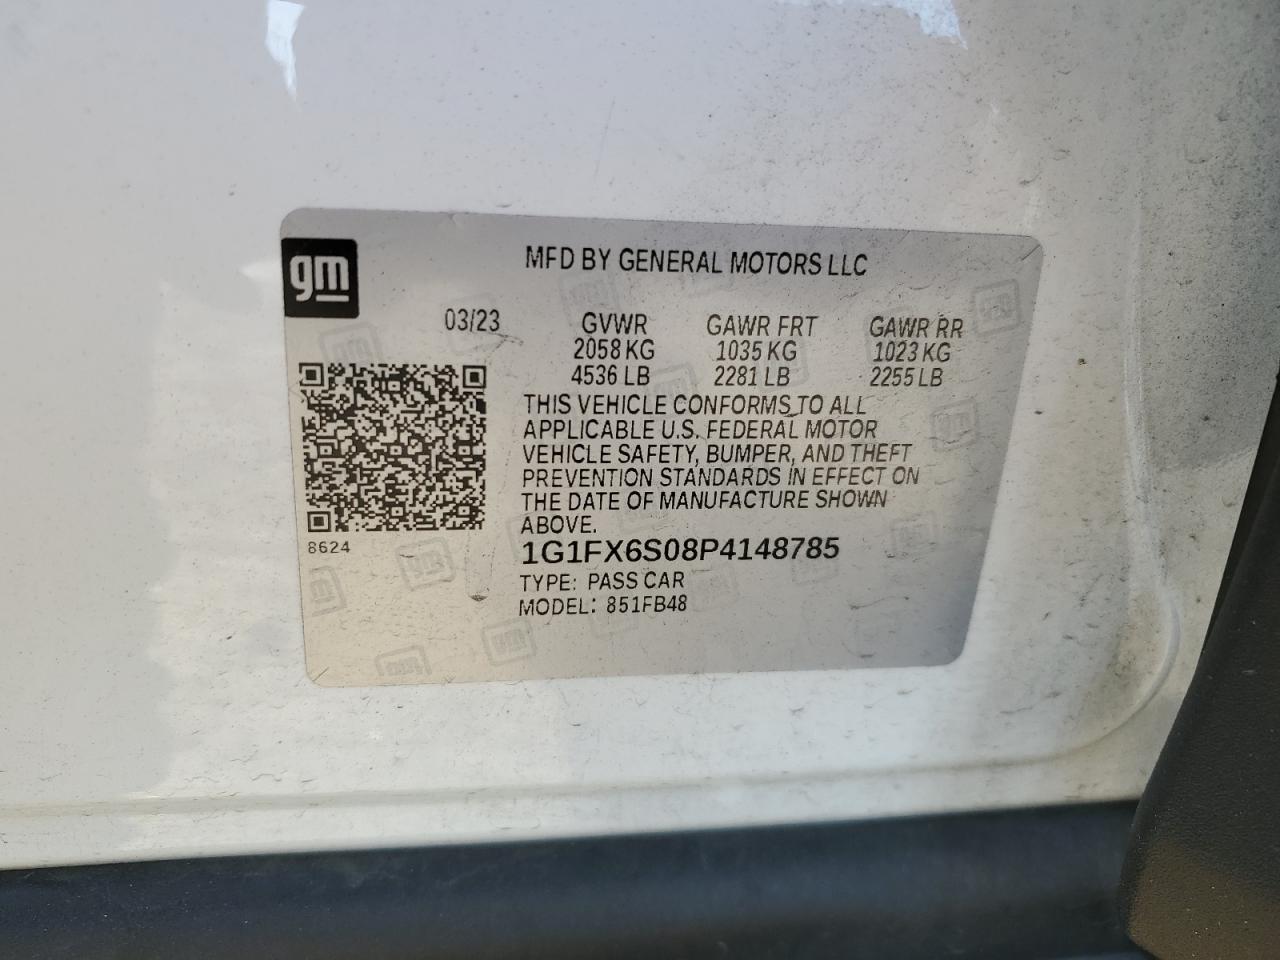 gm
MFD BY GENERAL MOTORS LLC
03/23 GVWR GAWR FRT GAWR RR
2058 KG 1035 KG 1023 KG
4536 LB 2281 LB 2255 LB
THIS VEHICLE CONFORMS TO ALL
APPLICABLE U.S. FEDERAL MOTOR
VEHICLE SAFETY, BUMPER, AND THEFT
PREVENTION STANDARDS IN EFFECT ON
THE DATE OF MANUFACTURE SHOWN
ABOVE.
8624
1G1FX6S08P4148785
TYPE: PASS CAR
MODEL: 851FB48